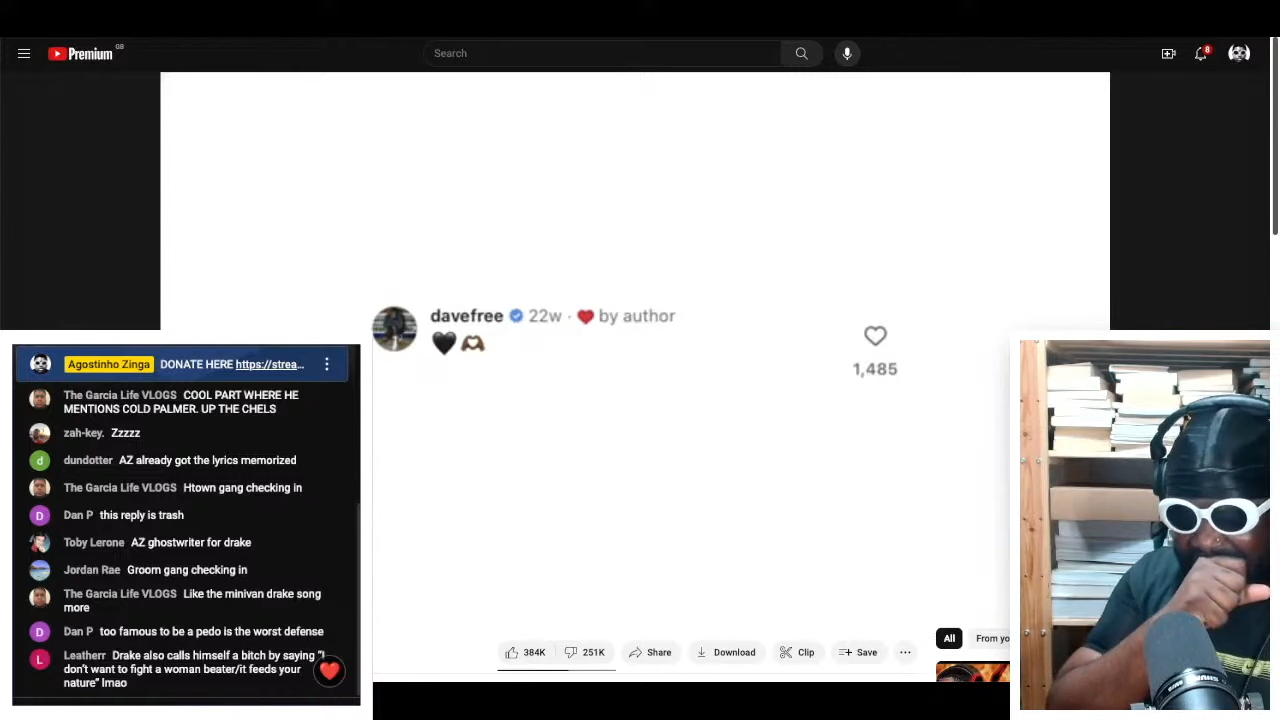 Premium GB
Search
8
davefree 22w · ❤️ by author
🖤 🫶🏾
1,485
Agostinho Zinga DONATE HERE https://strea...
The Garcia Life VLOGS COOL PART WHERE HE
MENTIONS COLD PALMER. UP THE CHELS
zah-key. Zzzzz
d dundotter AZ already got the lyrics memorized
The Garcia Life VLOGS Htown gang checking in
D Dan P this reply is trash
Toby Lerone AZ ghostwriter for drake
Jordan Rae Groom gang checking in
The Garcia Life VLOGS Like the minivan drake song
more
D Dan P too famous to be a pedo is the worst defense
L Leatherr Drake also calls himself a bitch by saying “I
don't want to fight a woman beater/it feeds your
nature” lmao
384K 251K Share Download Clip Save ...
All From yo
SHURE SM7B